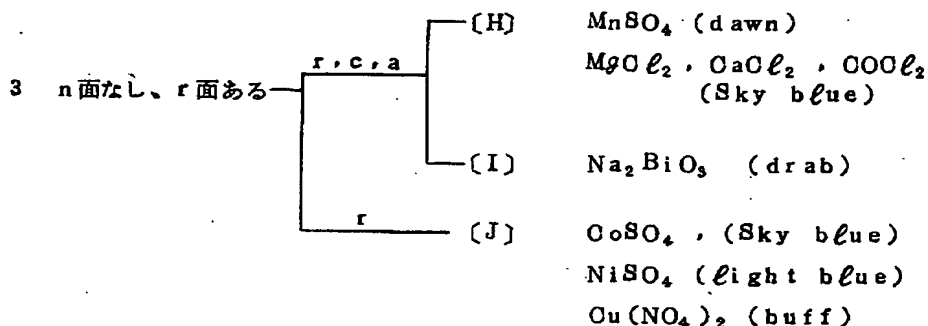 〔H〕 MnSO₄ (dawn)
r,c,a MgCℓ₂ , CaCℓ₂ , COCℓ₂
3 n面なし、r面ある (Sky bℓue)
〔I〕 Na₂BiO₃ (drab)
r 〔J〕 CoSO₄ , (Sky bℓue)
NiSO₄ (ℓight bℓue)
Cu(NO₄)₂ (buff)